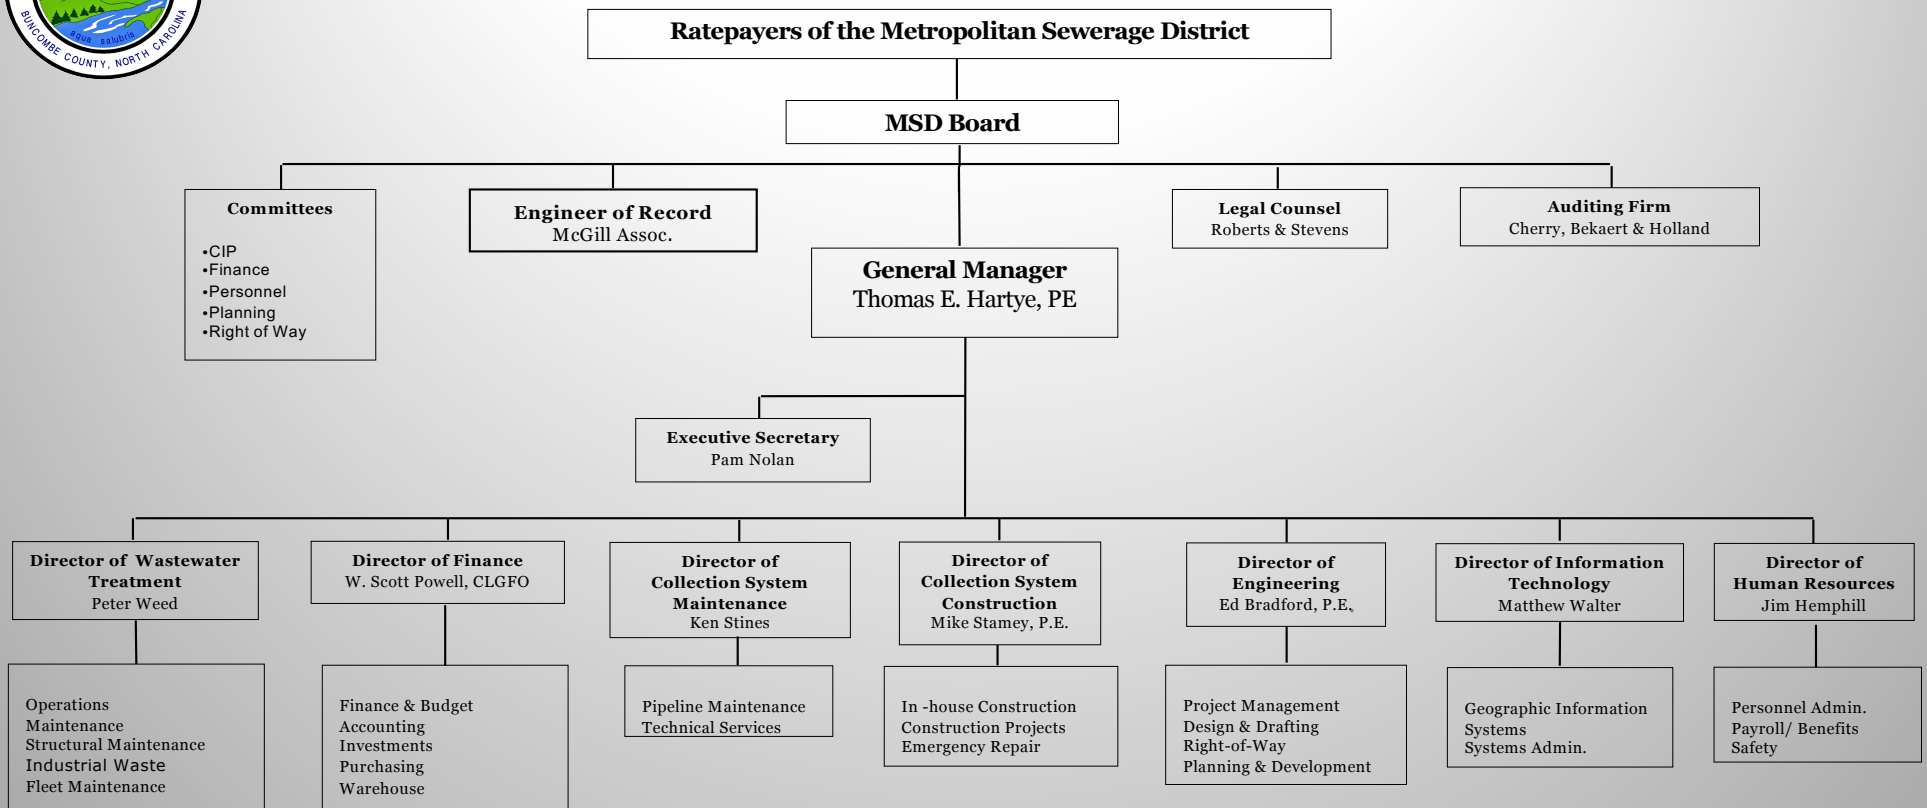 aqua salubris
BUNCOMBE COUNTY, NORTH CAROLINA
Ratepayers of the Metropolitan Sewerage District
MSD Board
Committees
•CIP
•Finance
•Personnel
•Planning
•Right of Way
Engineer of Record
McGill Assoc.
General Manager
Thomas E. Hartye, PE
Legal Counsel
Roberts & Stevens
Auditing Firm
Cherry, Bekaert & Holland
Executive Secretary
Pam Nolan
Director of Wastewater
Treatment
Peter Weed
Director of Finance
W. Scott Powell, CLGFO
Director of
Collection System
Maintenance
Ken Stines
Director of
Collection System
Construction
Mike Stamey, P.E.
Director of
Engineering
Ed Bradford, P.E.
Director of Information
Technology
Matthew Walter
Director of
Human Resources
Jim Hemphill
Operations
Maintenance
Structural Maintenance
Industrial Waste
Fleet Maintenance
Finance & Budget
Accounting
Investments
Purchasing
Warehouse
Pipeline Maintenance
Technical Services
In -house Construction
Construction Projects
Emergency Repair
Project Management
Design & Drafting
Right-of-Way
Planning & Development
Geographic Information
Systems
Systems Admin.
Personnel Admin.
Payroll/ Benefits
Safety